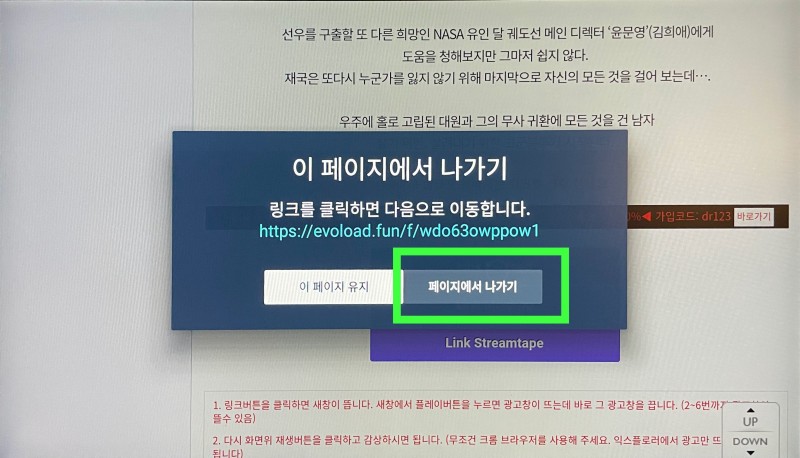 선우를 구출할 또 다른 희망인 NASA 유인 달 궤도선 메인 디렉터 ‘윤문영’(김희애)에게
도움을 청해보지만 그마저 쉽지 않다.
재국은 또다시 누군가를 잃지 않기 위해 마지막으로 자신의 모든 것을 걸어 보는데….
우주에 홀로 고립된 대원과 그의 무사 귀환에 모든 것을 건 남자
이 페이지에서 나가기
링크를 클릭하면 다음으로 이동합니다.
https://evoload.fun/f/wdo63owppow1
0%◀ 가입코드: dr123 바로가기
이 페이지 유지 페이지에서 나가기
Link Streamtape
1. 링크버튼을 클릭하면 새창이 뜹니다. 새창에서 플레이버튼을 누르면 광고창이 뜨는데 바로 그 광고창을 끕니다. (2~6번까지
뜰수 있음)
2. 다시 화면위 재생버튼을 클릭하고 감상하시면 됩니다. (무조건 크롬 브라우저를 사용해 주세요. 익스플로러에서 광고만 뜨
됩니다)
UP
DOWN